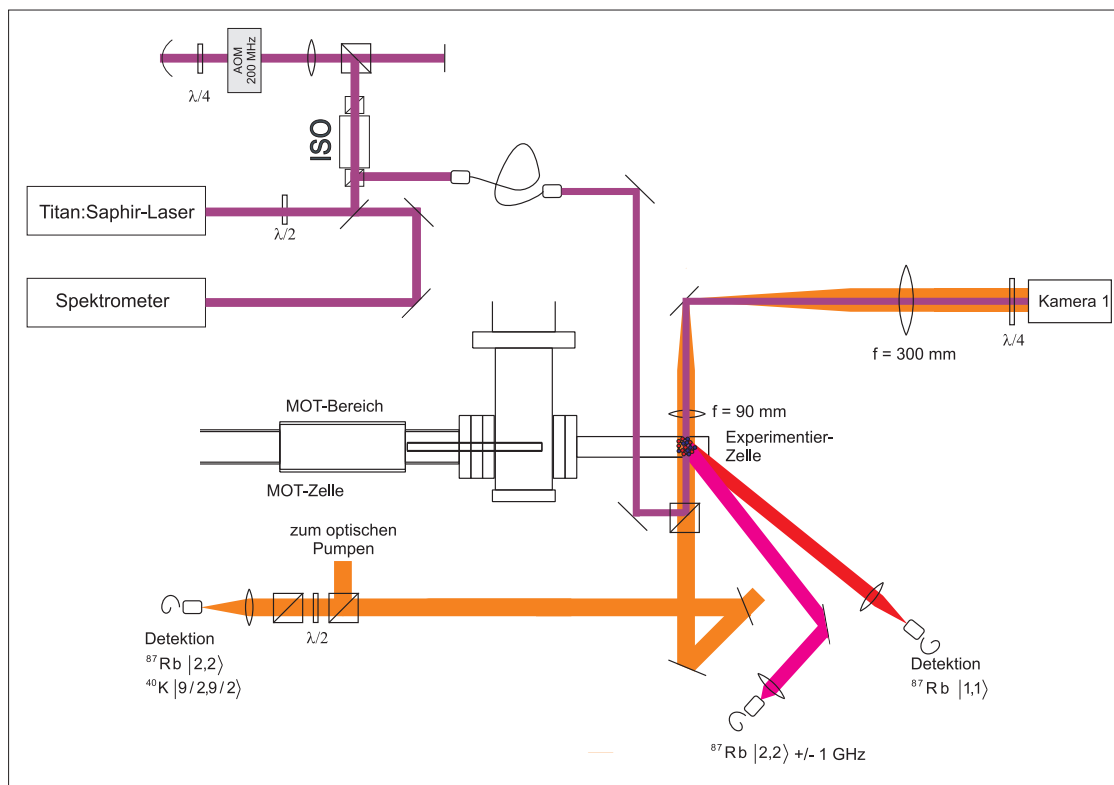 AOM
200 MHz
λ/4
ISO
Titan:Saphir-Laser
λ/2
Spektrometer
Kamera 1
λ/4
f = 300 mm
MOT-Bereich
f = 90 mm
Experimentier-
Zelle
MOT-Zelle
zum optischen
Pumpen
λ/2
Detektion
⁸⁷Rb |2,2⟩
⁴⁰K |9/2,9/2⟩
Detektion
⁸⁷Rb |1,1⟩
⁸⁷Rb |2,2⟩ +/- 1 GHz